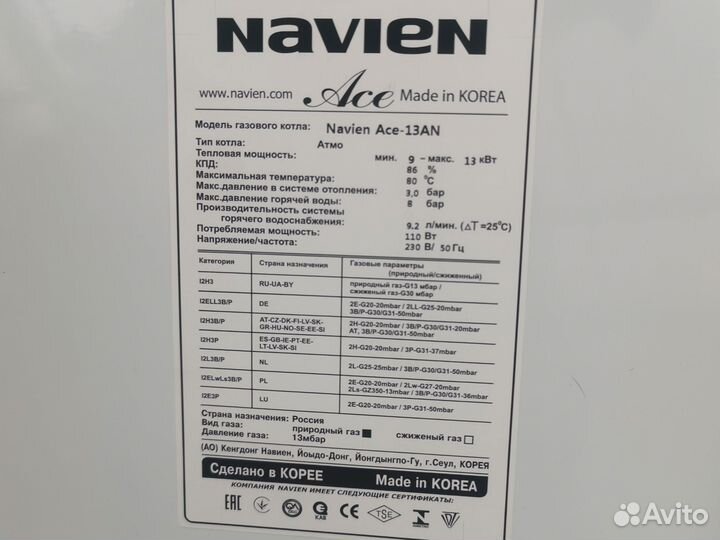 NAVIEN
www.navien.com Ace Made in KOREA
Модель газового котла: Navien Ace-13AN
Тип котла: Атмо
Тепловая мощность: мин. 9 - макс. 13 кВт
КПД: 86 %
Максимальная температура: 80 °C
Макс.давление в системе отопления: 3,0 бар
Макс.давление горячей воды: 8 бар
Производительность системы
горячего водоснабжения: 9.2 л/мин. (ΔT =25°C)
Потребляемая мощность: 110 Вт
Напряжение/частота: 230 В/ 50 Гц
Категория Страна назначения Газовые параметры
(природный/сжиженный)
I2H3 RU-UA-BY природный газ-G13 мбар /
сжиженый газ-G30 мбар
I2ELL3B/P DE 2E-G20-20mbar / 2LL-G25-20mbar
3B/P-G30/G31-50mbar
I2H3B/P AT-CZ-DK-FI-LV-SK-
GR-HU-NO-SE-EE-SI 2H-G20-20mbar / 3B/P-G30/G31-20mbar
AT, 3B/P-G30/G31-50mbar
I2H3P ES-GB-IE-PT-EE-
LT-LV-SK-SI 2H-G20-20mbar / 3P-G31-37mbar
I2L3B/P NL 2L-G25-25mbar / 3B/P-G30/G31-50mbar
I2ELwLs3B/P PL 2E-G20-20mbar / 2Lw-G27-20mbar
2Ls-GZ350-13mbar / 3B/P-G30/G31-36mbar
I2E3P LU 2E-G20-20mbar / 3P-G31-50mbar
Страна назначения: Россия
Вид газа: природный газ сжиженый газ
Давление газа: 13мбар
(АО) Кенгдонг Навиен, Йоыдо-Донг, Йонгдынгпо-Гу, г.Сеул, КОРЕЯ
Сделано в КОРЕЕ Made in KOREA
КОМПАНИЯ NAVIEN ИМЕЕТ СЛЕДУЮЩИЕ СЕРТИФИКАТЫ:
EAC QA KAB CE TSE
Avito